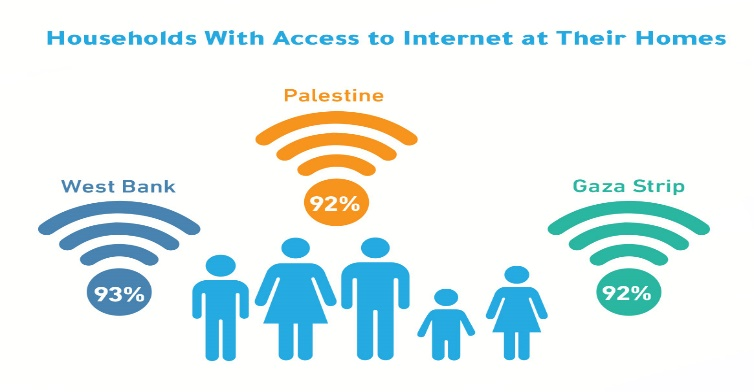 Households With Access to Internet at Their Homes
Palestine
92%
West Bank
93%
Gaza Strip
92%